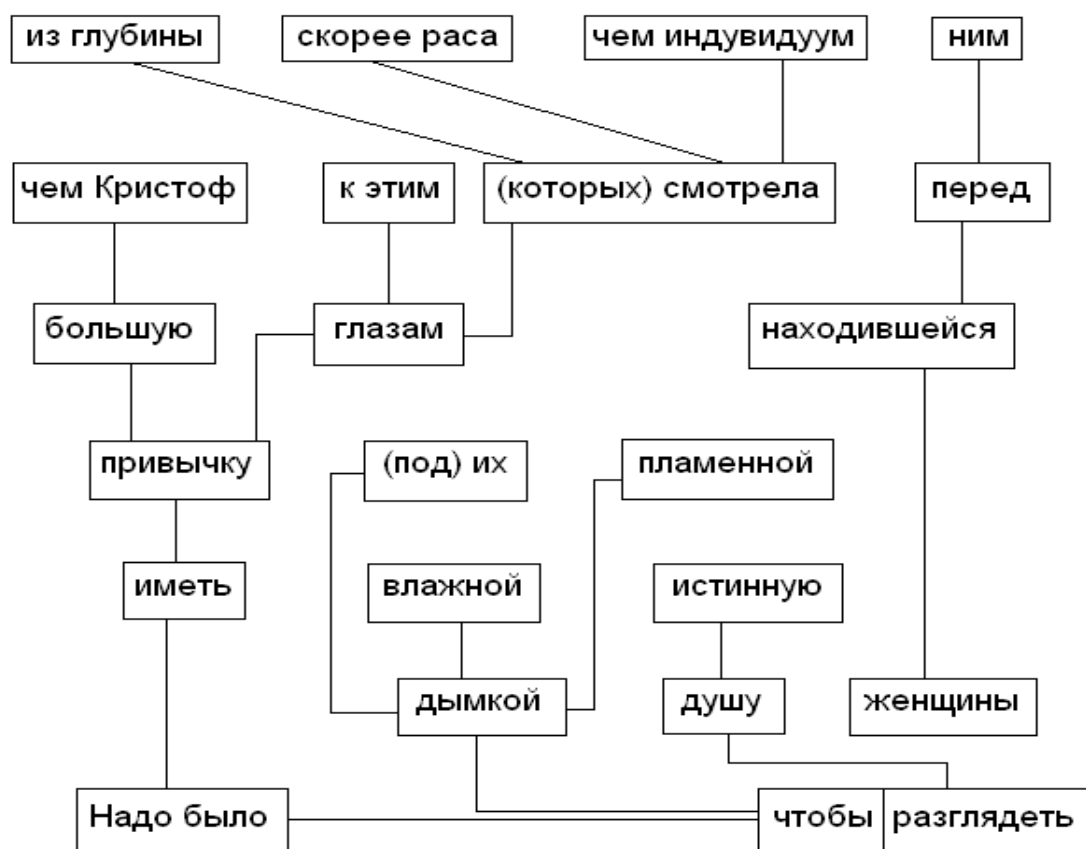 из глубины
скорее раса
чем индувидуум
ним
чем Кристоф
к этим
(которых) смотрела
перед
большую
глазам
находившейся
привычку
(под) их
пламенной
иметь
влажной
истинную
дымкой
душу
женщины
Надо было
чтобы
разглядеть